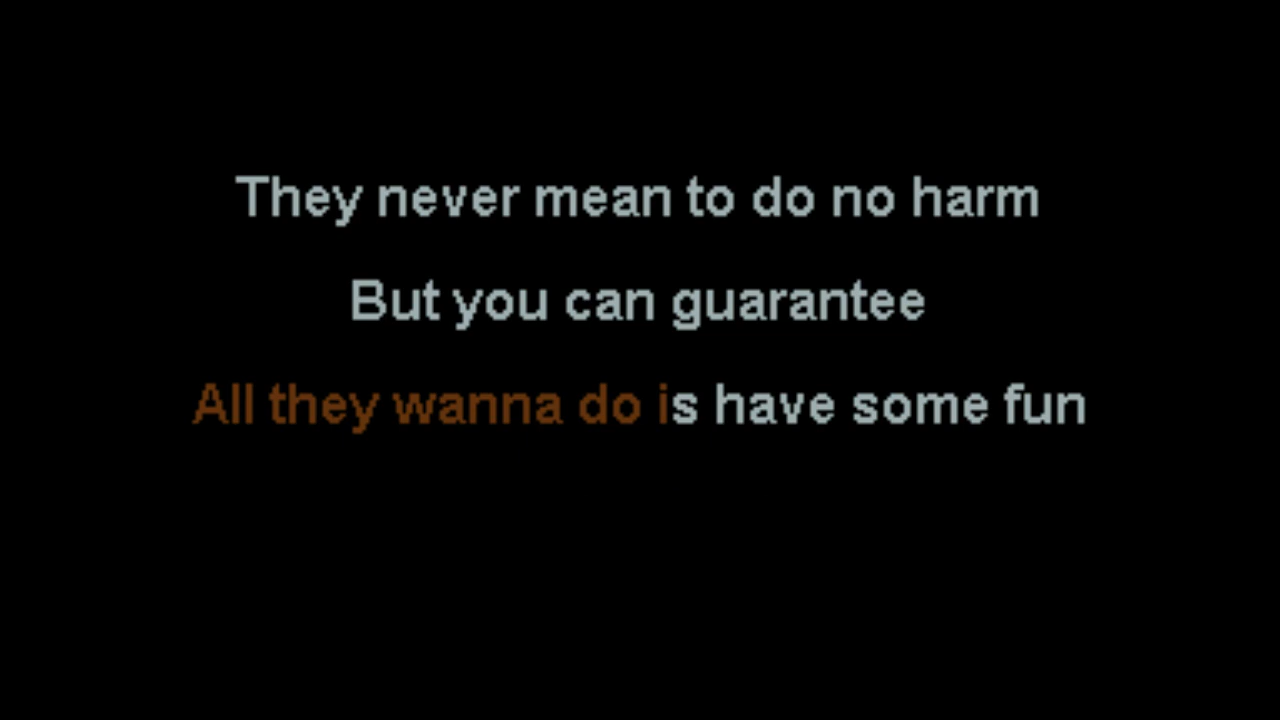 They never mean to do no harm
But you can guarantee
All they wanna do is have some fun